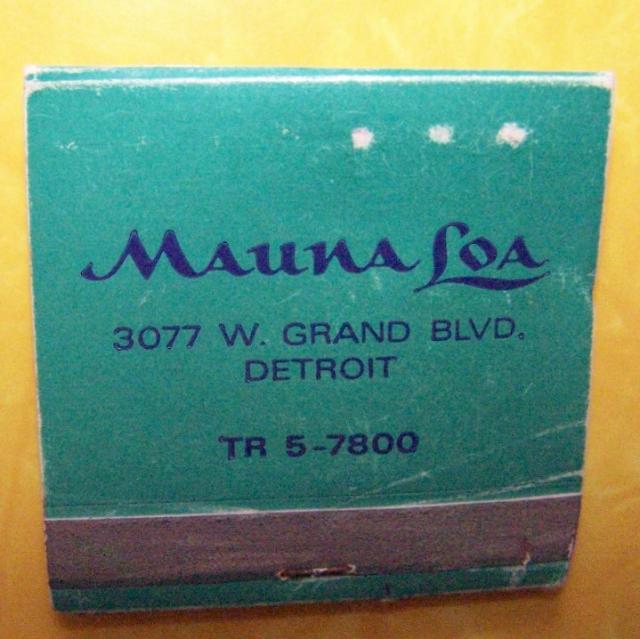 Mauna Loa
3077 W. GRAND BLVD.
DETROIT
TR 5-7800